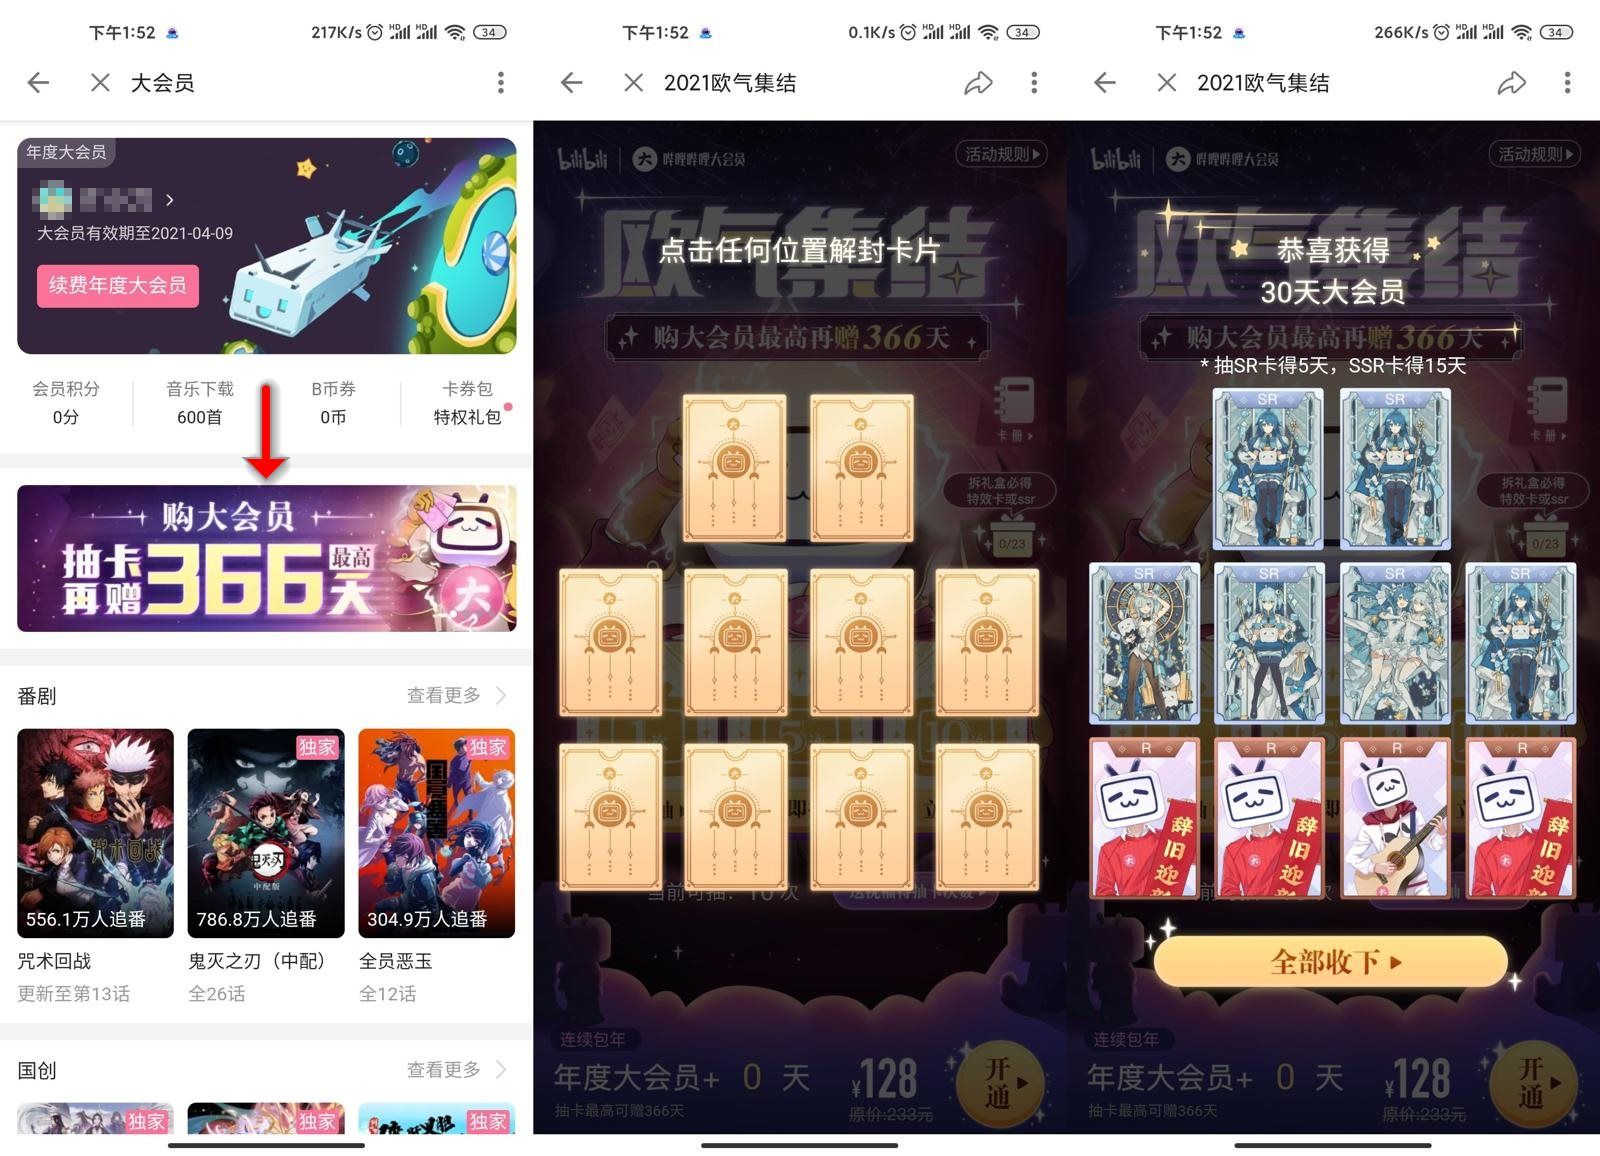 下午1:52
217K/s
34
大会员
年度大会员
大会员有效期至2021-04-09
续费年度大会员
会员积分
0分
音乐下载
600首
B币券
0币
卡券包
特权礼包
购大会员
抽卡
再赠
366
最高
天
大
番剧
查看更多
独家
独家
556.1万人追番
786.8万人追番
304.9万人追番
咒术回战
鬼灭之刃（中配）
全员恶玉
更新至第13话
全26话
全12话
国创
查看更多
独家
独家
独家
下午1:52
0.1K/s
34
2021欧气集结
bilibili
大
哔哩哔哩大会员
活动规则
欧气集结
点击任何位置解封卡片
购大会员最高再赠366天
卡册
拆礼盒必得
特效卡或ssr
0/23
连续包年
年度大会员+ 0 天
¥128
开通
抽卡最高可赠366天
原价:233元
下午1:52
266K/s
34
2021欧气集结
bilibili
大
哔哩哔哩大会员
活动规则
欧气集结
恭喜获得
30天大会员
购大会员最高再赠366天
* 抽SR卡得5天，SSR卡得15天
卡册
拆礼盒必得
特效卡或ssr
0/23
SR
SR
SR
SR
SR
SR
R
R
R
R
辞旧迎新
辞旧迎新
辞旧迎新
全部收下
连续包年
年度大会员+ 0 天
¥128
开通
抽卡最高可赠366天
原价:233元